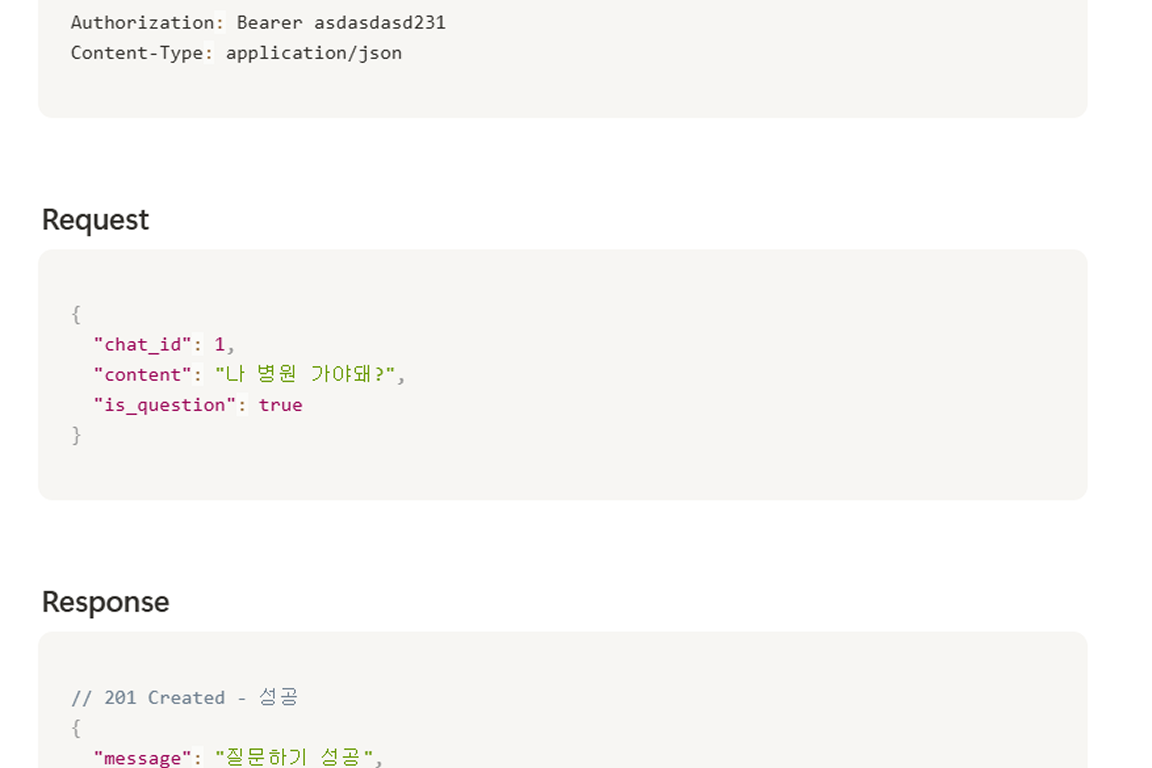 Authorization: Bearer asdasdasd231
Content-Type: application/json
Request
{
"chat_id": 1,
"content": "나 병원 가야돼?",
"is_question": true
}
Response
// 201 Created - 성공
{
"message": "질문하기 성공",